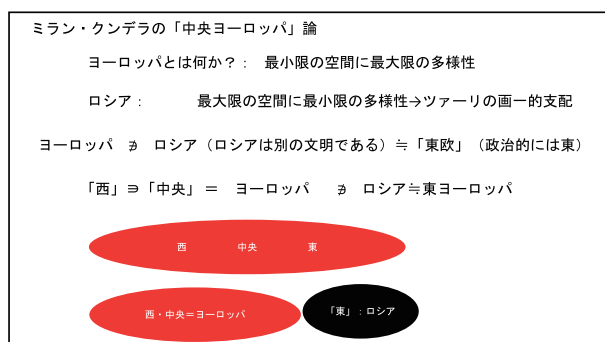 ミラン・クンデラの「中央ヨーロッパ」論
ヨーロッパとは何か？： 最小限の空間に最大限の多様性
ロシア： 最大限の空間に最小限の多様性→ツァーリの画一的支配
ヨーロッパ ∌ ロシア（ロシアは別の文明である）≒「東欧」（政治的には東）
「西」∋「中央」＝ ヨーロッパ ∌ ロシア≒東ヨーロッパ
西 中央 東
西・中央＝ヨーロッパ 「東」：ロシア